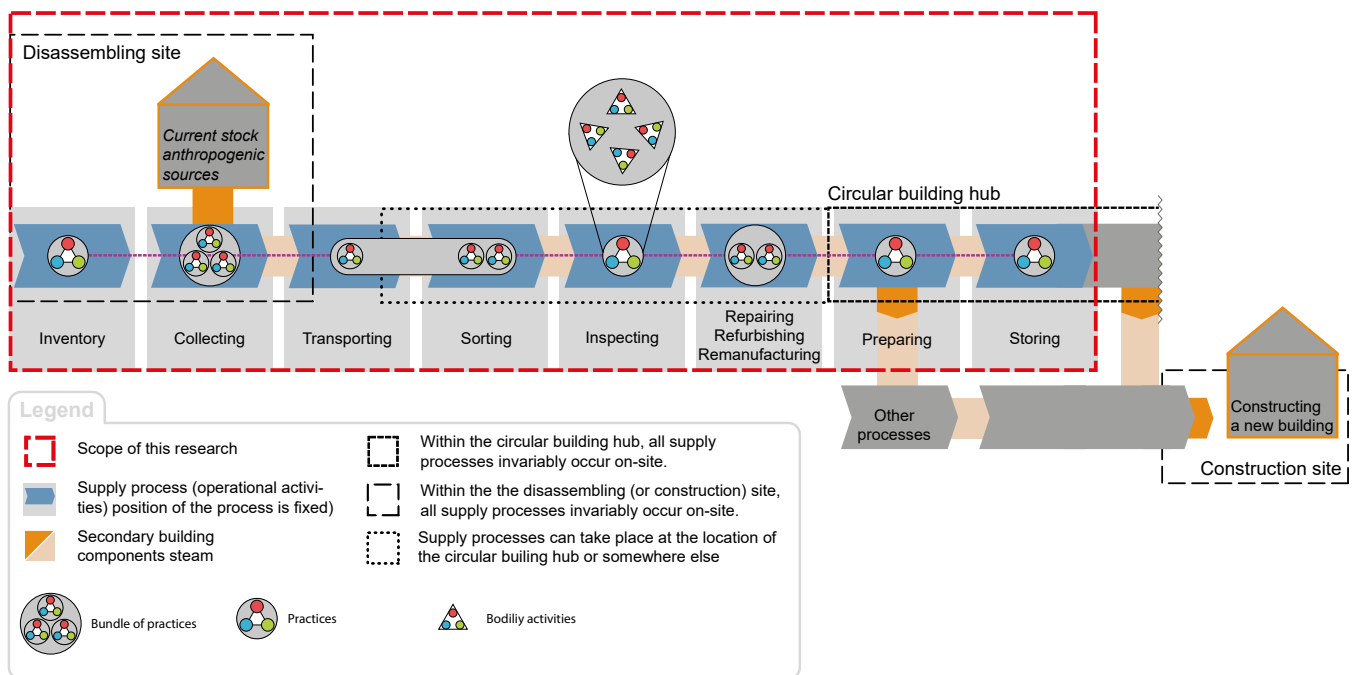 Disassembling site
Current stock
anthropogenic
sources
Circular building hub
Inventory
Collecting
Transporting
Sorting
Inspecting
Repairing
Refurbishing
Remanufacturing
Preparing
Storing
Other
processes
Constructing
a new building
Construction site
Legend
Scope of this research
Supply process (operational activi-
ties) position of the process is fixed)
Secondary building
components steam
Within the circular building hub, all supply
processes invariably occur on-site.
Within the the disassembling (or construction) site,
all supply processes invariably occur on-site.
Supply processes can take place at the location of
the circular builing hub or somewhere else
Bundle of practices
Practices
Bodiliy activities